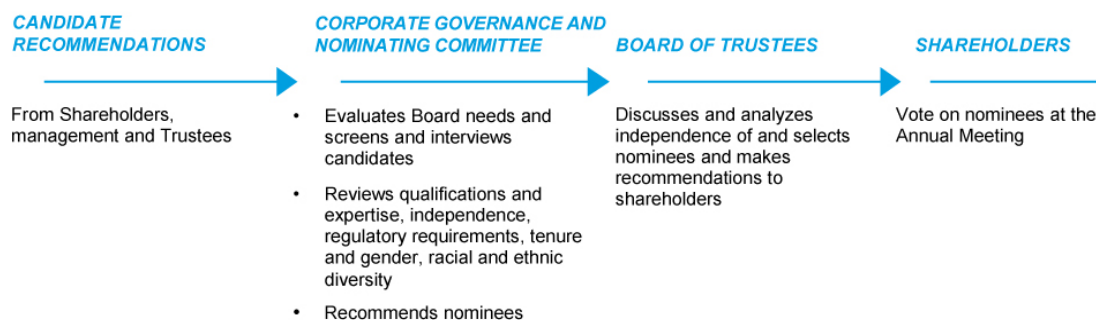 CANDIDATE
RECOMMENDATIONS
From Shareholders,
management and Trustees
CORPORATE GOVERNANCE AND
NOMINATING COMMITTEE
• Evaluates Board needs and
screens and interviews
candidates
• Reviews qualifications and
expertise, independence,
regulatory requirements, tenure
and gender, racial and ethnic
diversity
• Recommends nominees
BOARD OF TRUSTEES
Discusses and analyzes
independence of and selects
nominees and makes
recommendations to
shareholders
SHAREHOLDERS
Vote on nominees at the
Annual Meeting